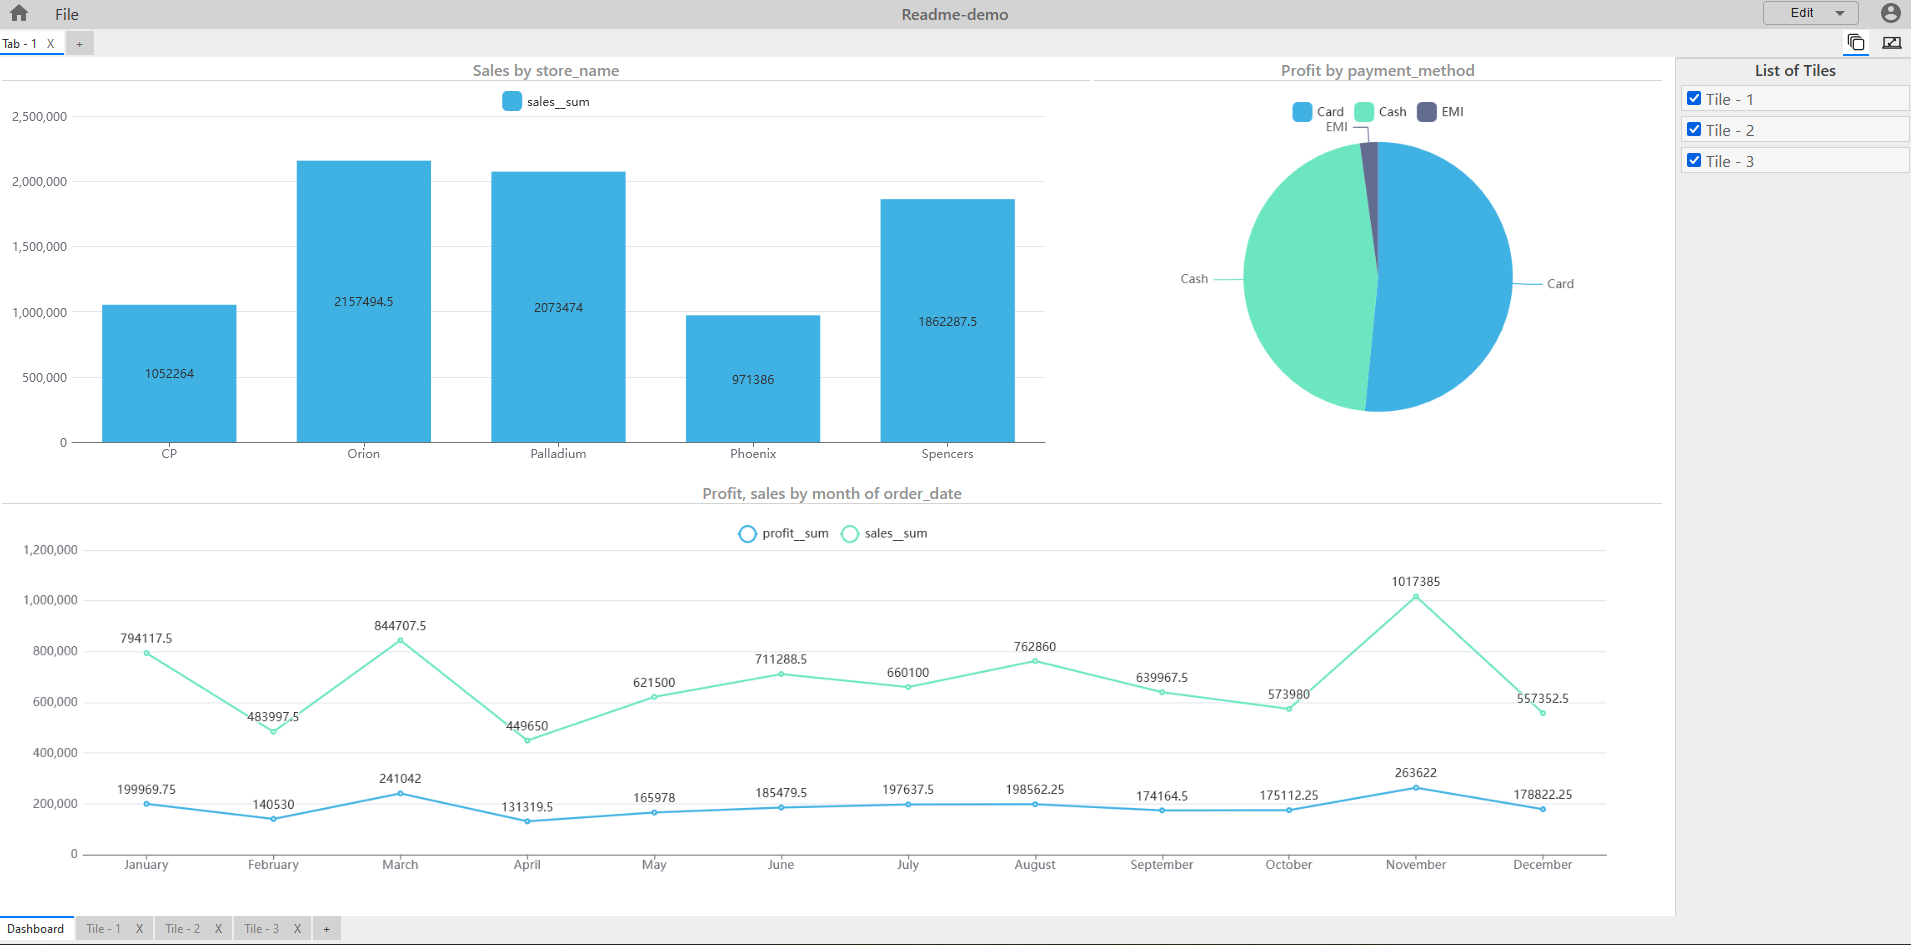 File
Readme-demo
Edit
Tab - 1 X +
Sales by store_name
sales__sum
2,500,000
2,000,000
1,500,000
1,000,000
500,000
0
1052264
2157494.5
2073474
971386
1862287.5
CP Orion Palladium Phoenix Spencers
Profit by payment_method
Card Cash EMI
EMI
Cash
Card
List of Tiles
Tile - 1
Tile - 2
Tile - 3
Profit, sales by month of order_date
profit__sum sales__sum
1,200,000
1,000,000
800,000
600,000
400,000
200,000
0
794117.5 483997.5 844707.5 449650 621500 711288.5 660100 762860 639967.5 573980 1017385 557352.5
199969.75 140530 241042 131319.5 165978 185479.5 197637.5 198562.25 174164.5 175112.25 263622 178822.25
January February March April May June July August September October November December
Dashboard Tile - 1 X Tile - 2 X Tile - 3 X +